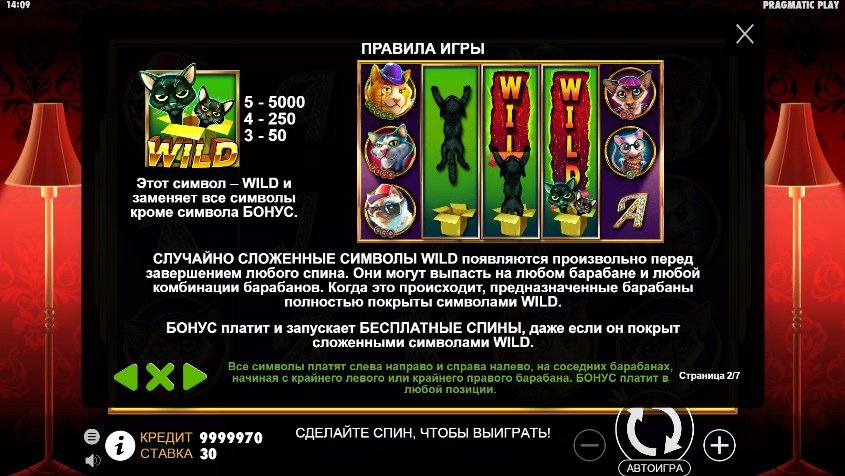 14:09
PRAGMATIC PLAY
ПРАВИЛА ИГРЫ
WILD
5 - 5000
4 - 250
3 - 50
WIL
WILD
A
Этот символ – WILD и
заменяет все символы
кроме символа БОНУС.
СЛУЧАЙНО СЛОЖЕННЫЕ СИМВОЛЫ WILD появляются произвольно перед
завершением любого спина. Они могут выпасть на любом барабане и любой
комбинации барабанов. Когда это происходит, предназначенные барабаны
полностью покрыты символами WILD.
БОНУС платит и запускает БЕСПЛАТНЫЕ СПИНЫ, даже если он покрыт
сложенными символами WILD.
Все символы платят слева направо и справа налево, на соседних барабанах,
начиная с крайнего левого или крайнего правого барабана. БОНУС платит в
любой позиции.
Страница 2/7
КРЕДИТ 9999970
СТАВКА 30
СДЕЛАЙТЕ СПИН, ЧТОБЫ ВЫИГРАТЬ!
АВТОИГРА